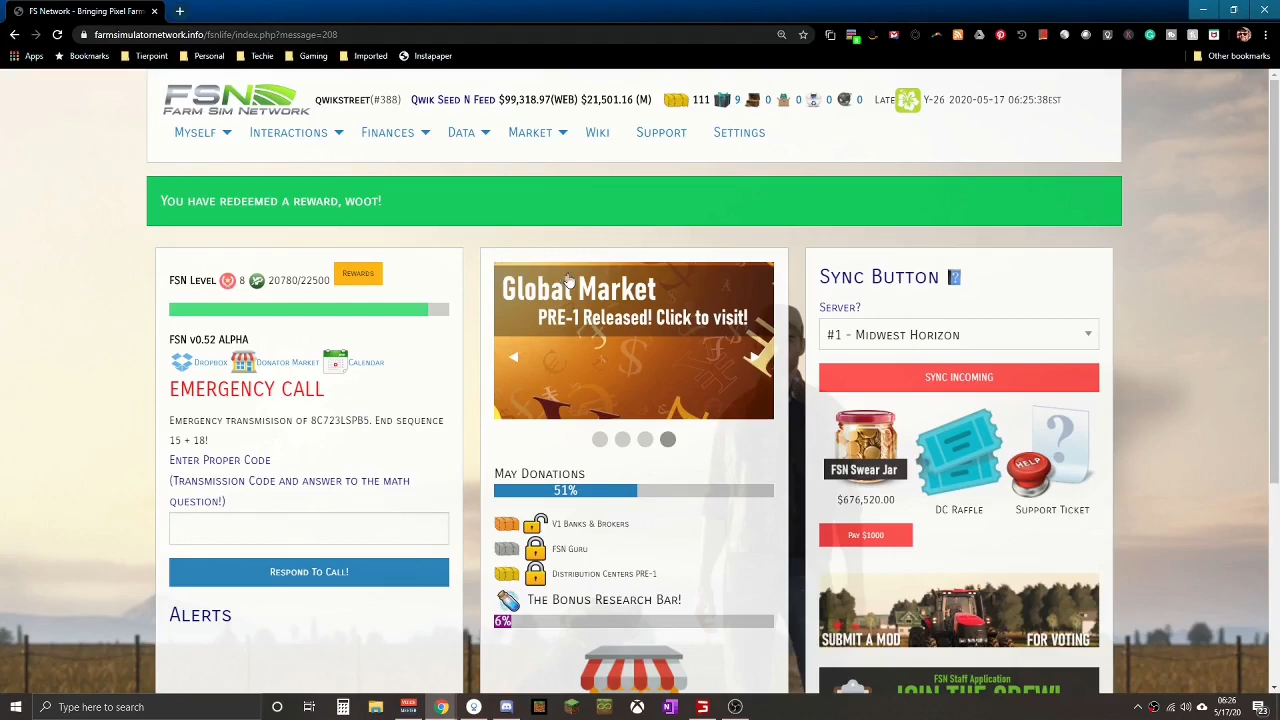 FS Network - Bringing Farmers
farmsimulatornetwork.info/fsnlife/index.php?message=208
Apps Bookmarks Tierpoint Personal Techie Gaming Imported Instapaper Other bookmarks
FSN
FARM SIM NETWORK
QWIKSTREET(#388) QWIK SEED N FEED $99,318.97(WEB) $21,501.16 (M) 111 9 0 0 0 0 LATE Y-26 2020-05-17 06:25:38EST
MYSELF INTERACTIONS FINANCES DATA MARKET WIKI SUPPORT SETTINGS
YOU HAVE REDEEMED A REWARD, WOOT!
FSN LEVEL 8 XP 20780/22500 REWARDS
FSN V0.52 ALPHA
DROPBOX DONATOR MARKET CALENDAR
EMERGENCY CALL
EMERGENCY TRANSMISISON OF 8C723LSPB5. END SEQUENCE
15 + 18!
ENTER PROPER CODE
(TRANSMISSION CODE AND ANSWER TO THE MATH
QUESTION!)
RESPOND TO CALL!
ALERTS
Global Market
PRE-1 Released! Click to visit!
MAY DONATIONS
51%
V1 BANKS & BROKERS
FSN GURU
DISTRIBUTION CENTERS PRE-1
THE BONUS RESEARCH BAR!
6%
SYNC BUTTON
SERVER?
#1 - MIDWEST HORIZON
SYNC INCOMING
FSN Swear Jar
HELP
$676,520.00
DC RAFFLE
SUPPORT TICKET
PAY $1000
SUBMIT A MOD FOR VOTING
FSN Staff Application
JOIN THE CREW!
Type here to search
06:26
5/17/20